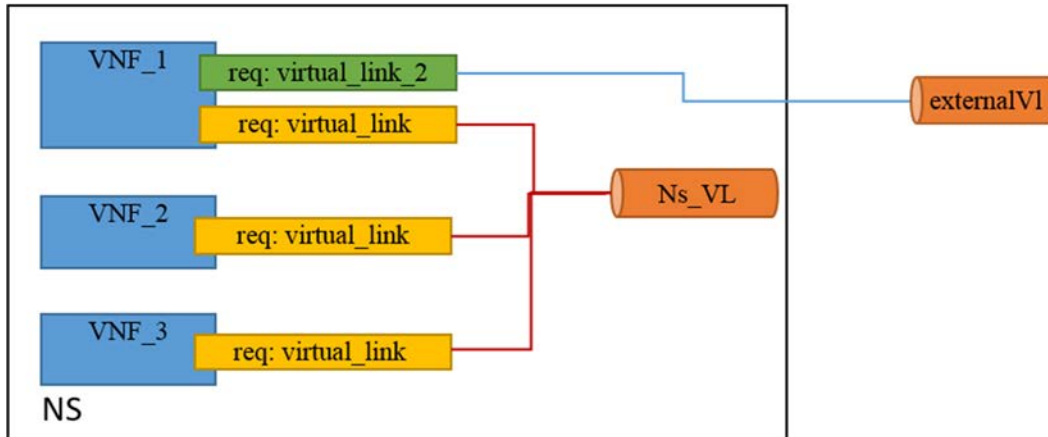 VNF_1
req: virtual_link_2
externalVl
req: virtual_link
Ns_VL
VNF_2
req: virtual_link
VNF_3
req: virtual_link
NS